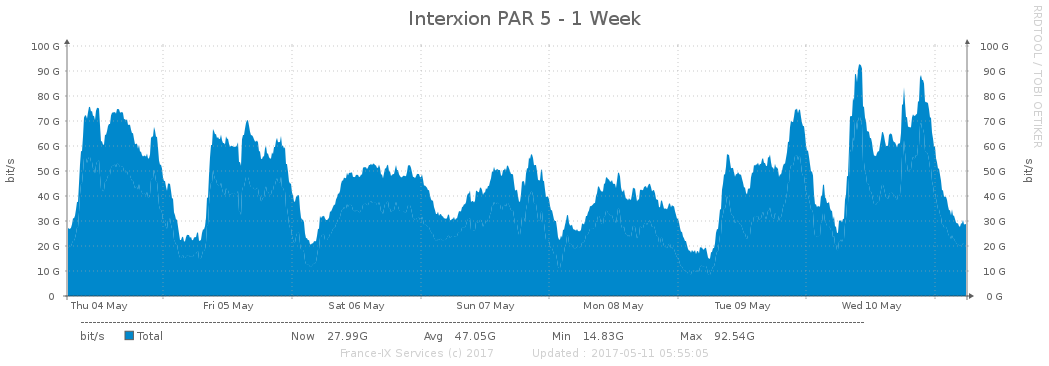 Interxion PAR 5 - 1 Week
RRDTOOL / TOBI OETIKER
bit/s
100 G
90 G
80 G
70 G
60 G
50 G
40 G
30 G
20 G
10 G
0
100 G
90 G
80 G
70 G
60 G
50 G
40 G
30 G
20 G
10 G
0 G
bit/s
Thu 04 May Fri 05 May Sat 06 May Sun 07 May Mon 08 May Tue 09 May Wed 10 May
bit/s Total Now 27.99G Avg 47.05G Min 14.83G Max 92.54G
France-IX Services (c) 2017 Updated : 2017-05-11 05:55:05